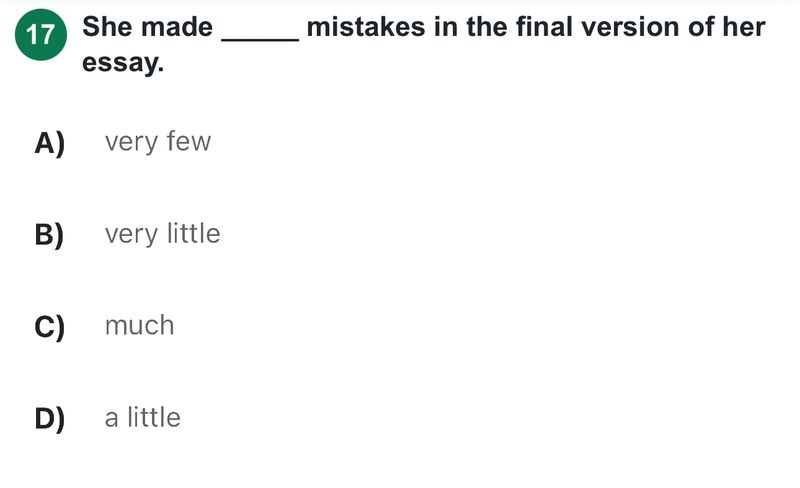 17 She made _____ mistakes in the final version of her
essay.
A) very few
B) very little
C) much
D) a little